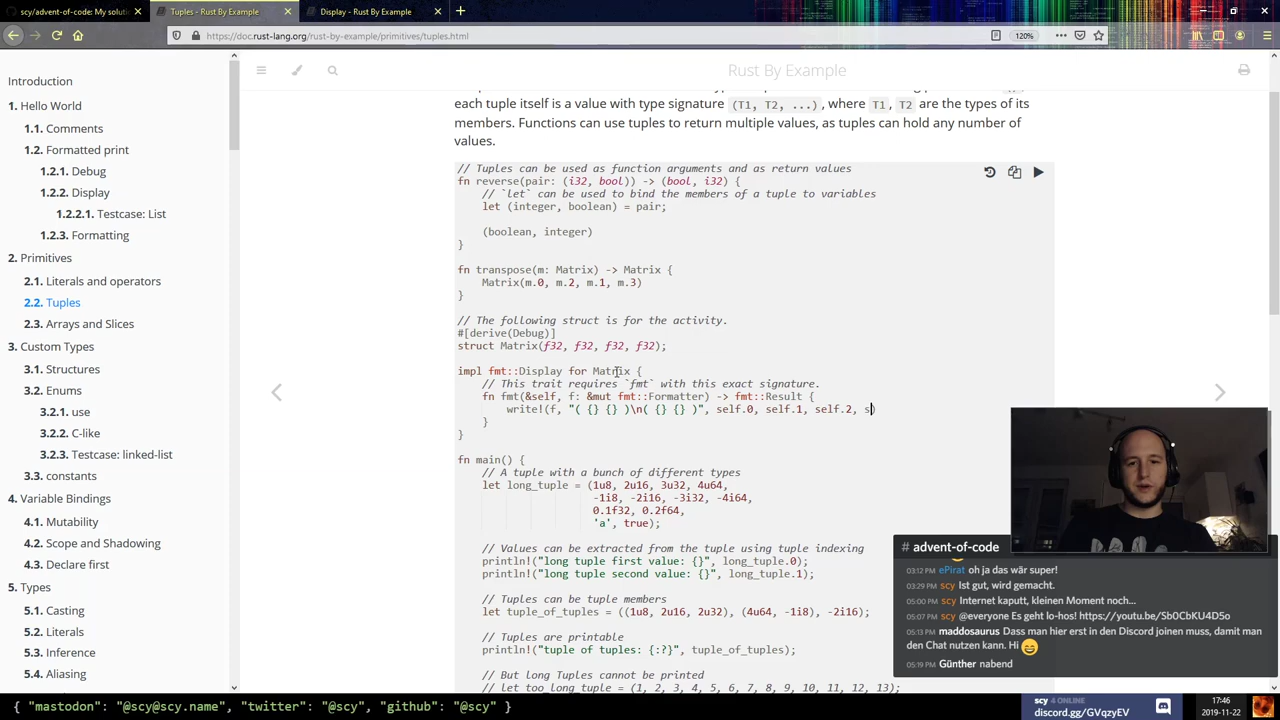 scy/advent-of-code: My soluti
Tuples - Rust By Example
Display - Rust By Example
https://doc.rust-lang.org/rust-by-example/primitives/tuples.html
120%
Rust By Example
Introduction
1. Hello World
1.1. Comments
1.2. Formatted print
1.2.1. Debug
1.2.2. Display
1.2.2.1. Testcase: List
1.2.3. Formatting
2. Primitives
2.1. Literals and operators
2.2. Tuples
2.3. Arrays and Slices
3. Custom Types
3.1. Structures
3.2. Enums
3.2.1. use
3.2.2. C-like
3.2.3. Testcase: linked-list
3.3. constants
4. Variable Bindings
4.1. Mutability
4.2. Scope and Shadowing
4.3. Declare first
5. Types
5.1. Casting
5.2. Literals
5.3. Inference
5.4. Aliasing
each tuple itself is a value with type signature (T1, T2, ...), where T1, T2 are the types of its
members. Functions can use tuples to return multiple values, as tuples can hold any number of
values.
// Tuples can be used as function arguments and as return values
fn reverse(pair: (i32, bool)) -> (bool, i32) {
// `let` can be used to bind the members of a tuple to variables
let (integer, boolean) = pair;
(boolean, integer)
}
fn transpose(m: Matrix) -> Matrix {
Matrix(m.0, m.2, m.1, m.3)
}
// The following struct is for the activity.
#[derive(Debug)]
struct Matrix(f32, f32, f32, f32);
impl fmt::Display for Matrix {
// This trait requires `fmt` with this exact signature.
fn fmt(&self, f: &mut fmt::Formatter) -> fmt::Result {
write!(f, "( {} {} )\n( {} {} )", self.0, self.1, self.2, s)
}
}
fn main() {
// A tuple with a bunch of different types
let long_tuple = (1u8, 2u16, 3u32, 4u64,
-1i8, -2i16, -3i32, -4i64,
0.1f32, 0.2f64,
'a', true);
// Values can be extracted from the tuple using tuple indexing
println!("long tuple first value: {}", long_tuple.0);
println!("long tuple second value: {}", long_tuple.1);
// Tuples can be tuple members
let tuple_of_tuples = ((1u8, 2u16, 2u32), (4u64, -1i8), -2i16);
// Tuples are printable
println!("tuple of tuples: {:?}", tuple_of_tuples);
// But long Tuples cannot be printed
// let too_long_tuple = (1, 2, 3, 4, 5, 6, 7, 8, 9, 10, 11, 12, 13);
# advent-of-code
03:12 PM ePirat oh ja das wär super!
03:29 PM scy Ist gut, wird gemacht.
05:00 PM scy Internet kaputt, kleinen Moment noch...
05:07 PM scy @everyone Es geht lo-hos! https://youtu.be/Sb0CbKU4D5o
05:13 PM maddosaurus Dass man hier erst in den Discord joinen muss, damit man
den Chat nutzen kann. Hi
05:19 PM Günther nabend
{ "mastodon": "@scy@scy.name", "twitter": "@scy", "github": "@scy" }
scy 4 ONLINE
discord.gg/GVqzyEV
17:46
2019-11-22